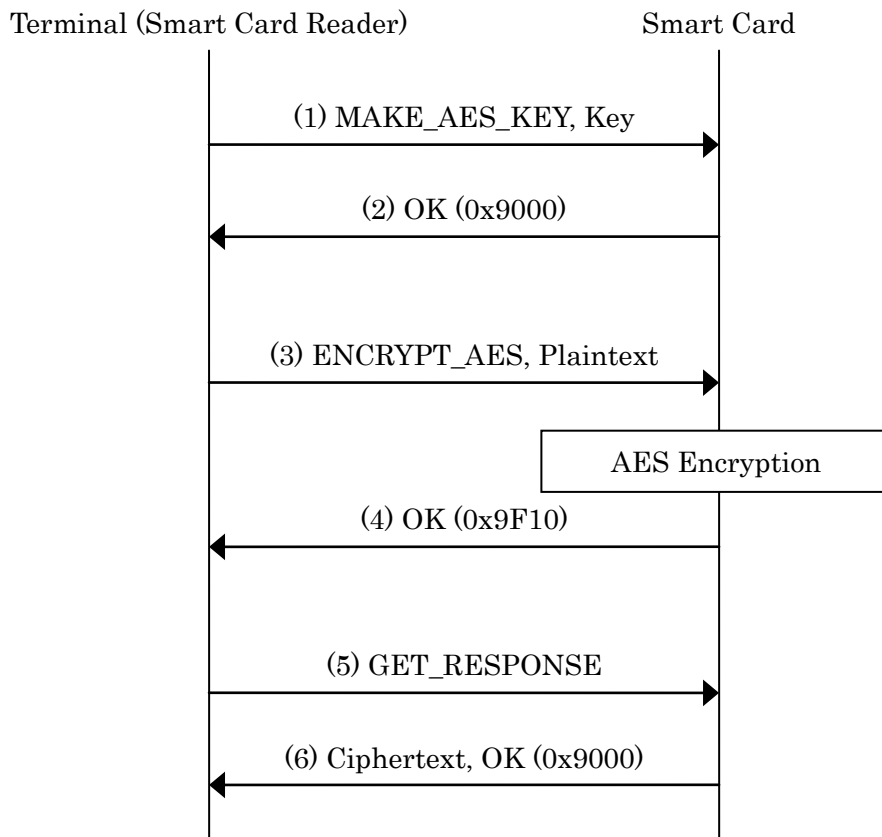 Terminal (Smart Card Reader)
Smart Card
(1) MAKE_AES_KEY, Key
(2) OK (0x9000)
(3) ENCRYPT_AES, Plaintext
AES Encryption
(4) OK (0x9F10)
(5) GET_RESPONSE
(6) Ciphertext, OK (0x9000)